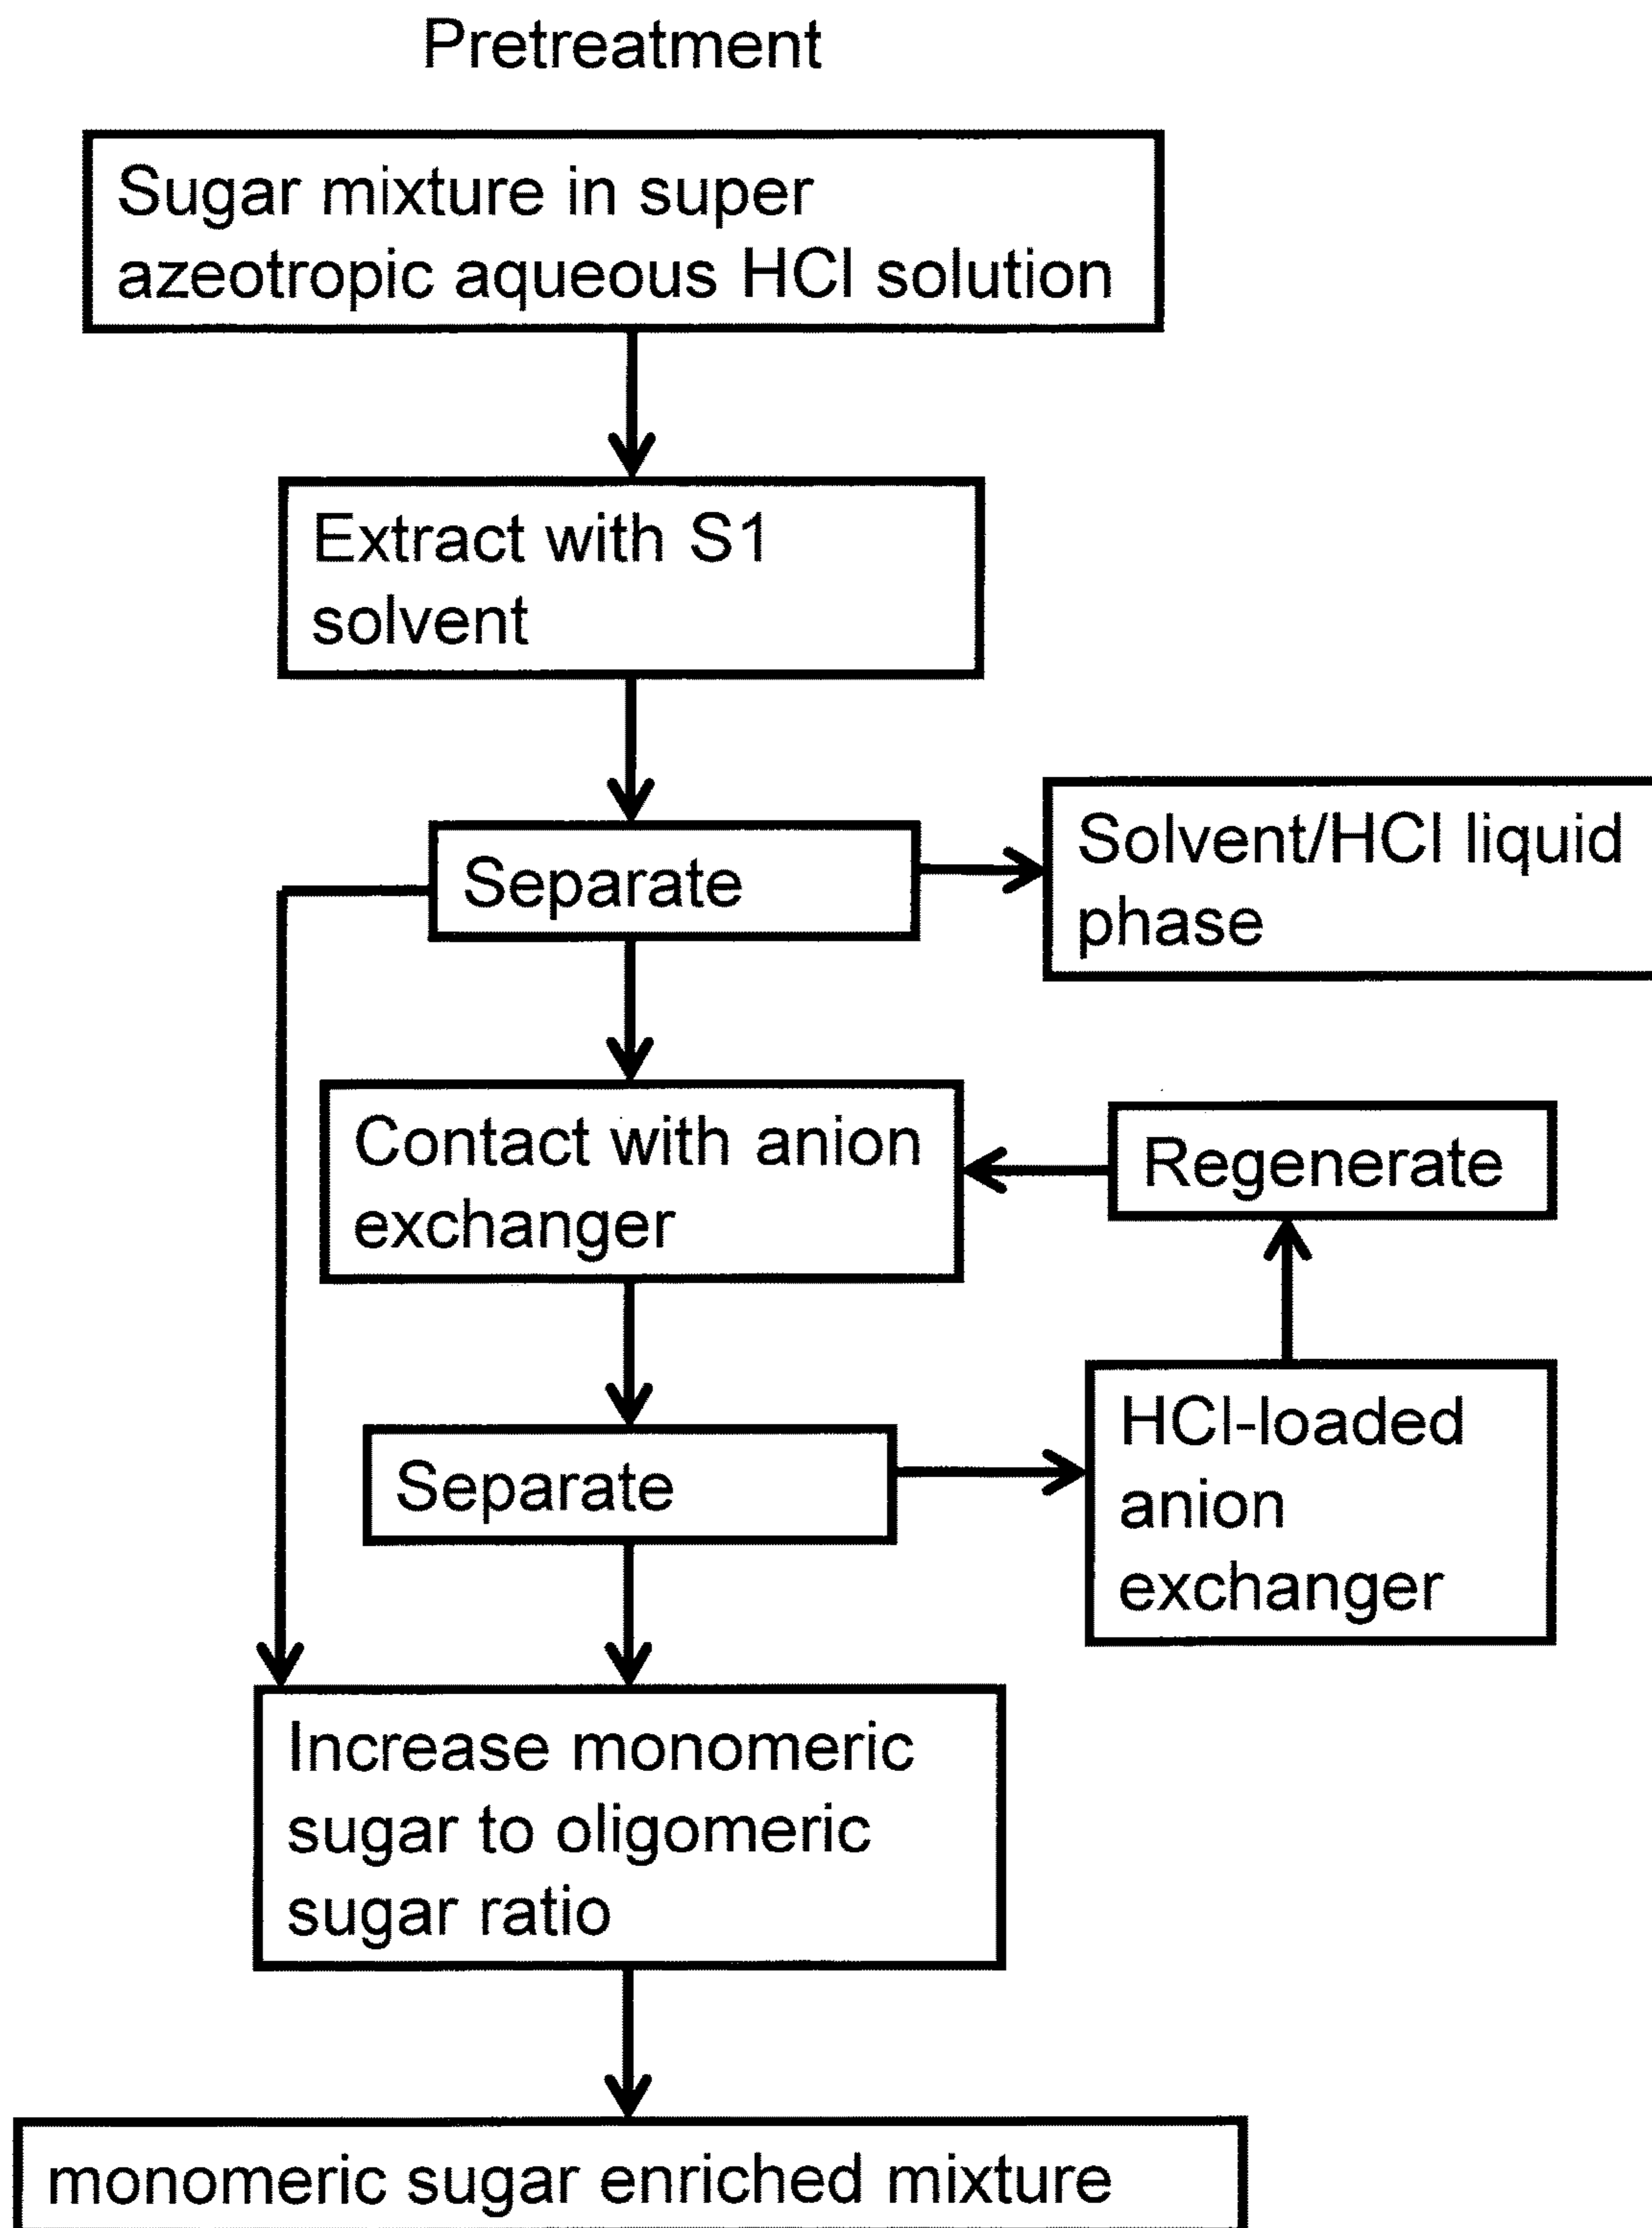 Pretreatment
Sugar mixture in super
azeotropic aqueous HCl solution
Extract with S1
solvent
Separate
Solvent/HCl liquid
phase
Contact with anion
exchanger
Regenerate
Separate
HCl-loaded
anion
exchanger
Increase monomeric
sugar to oligomeric
sugar ratio
monomeric sugar enriched mixture